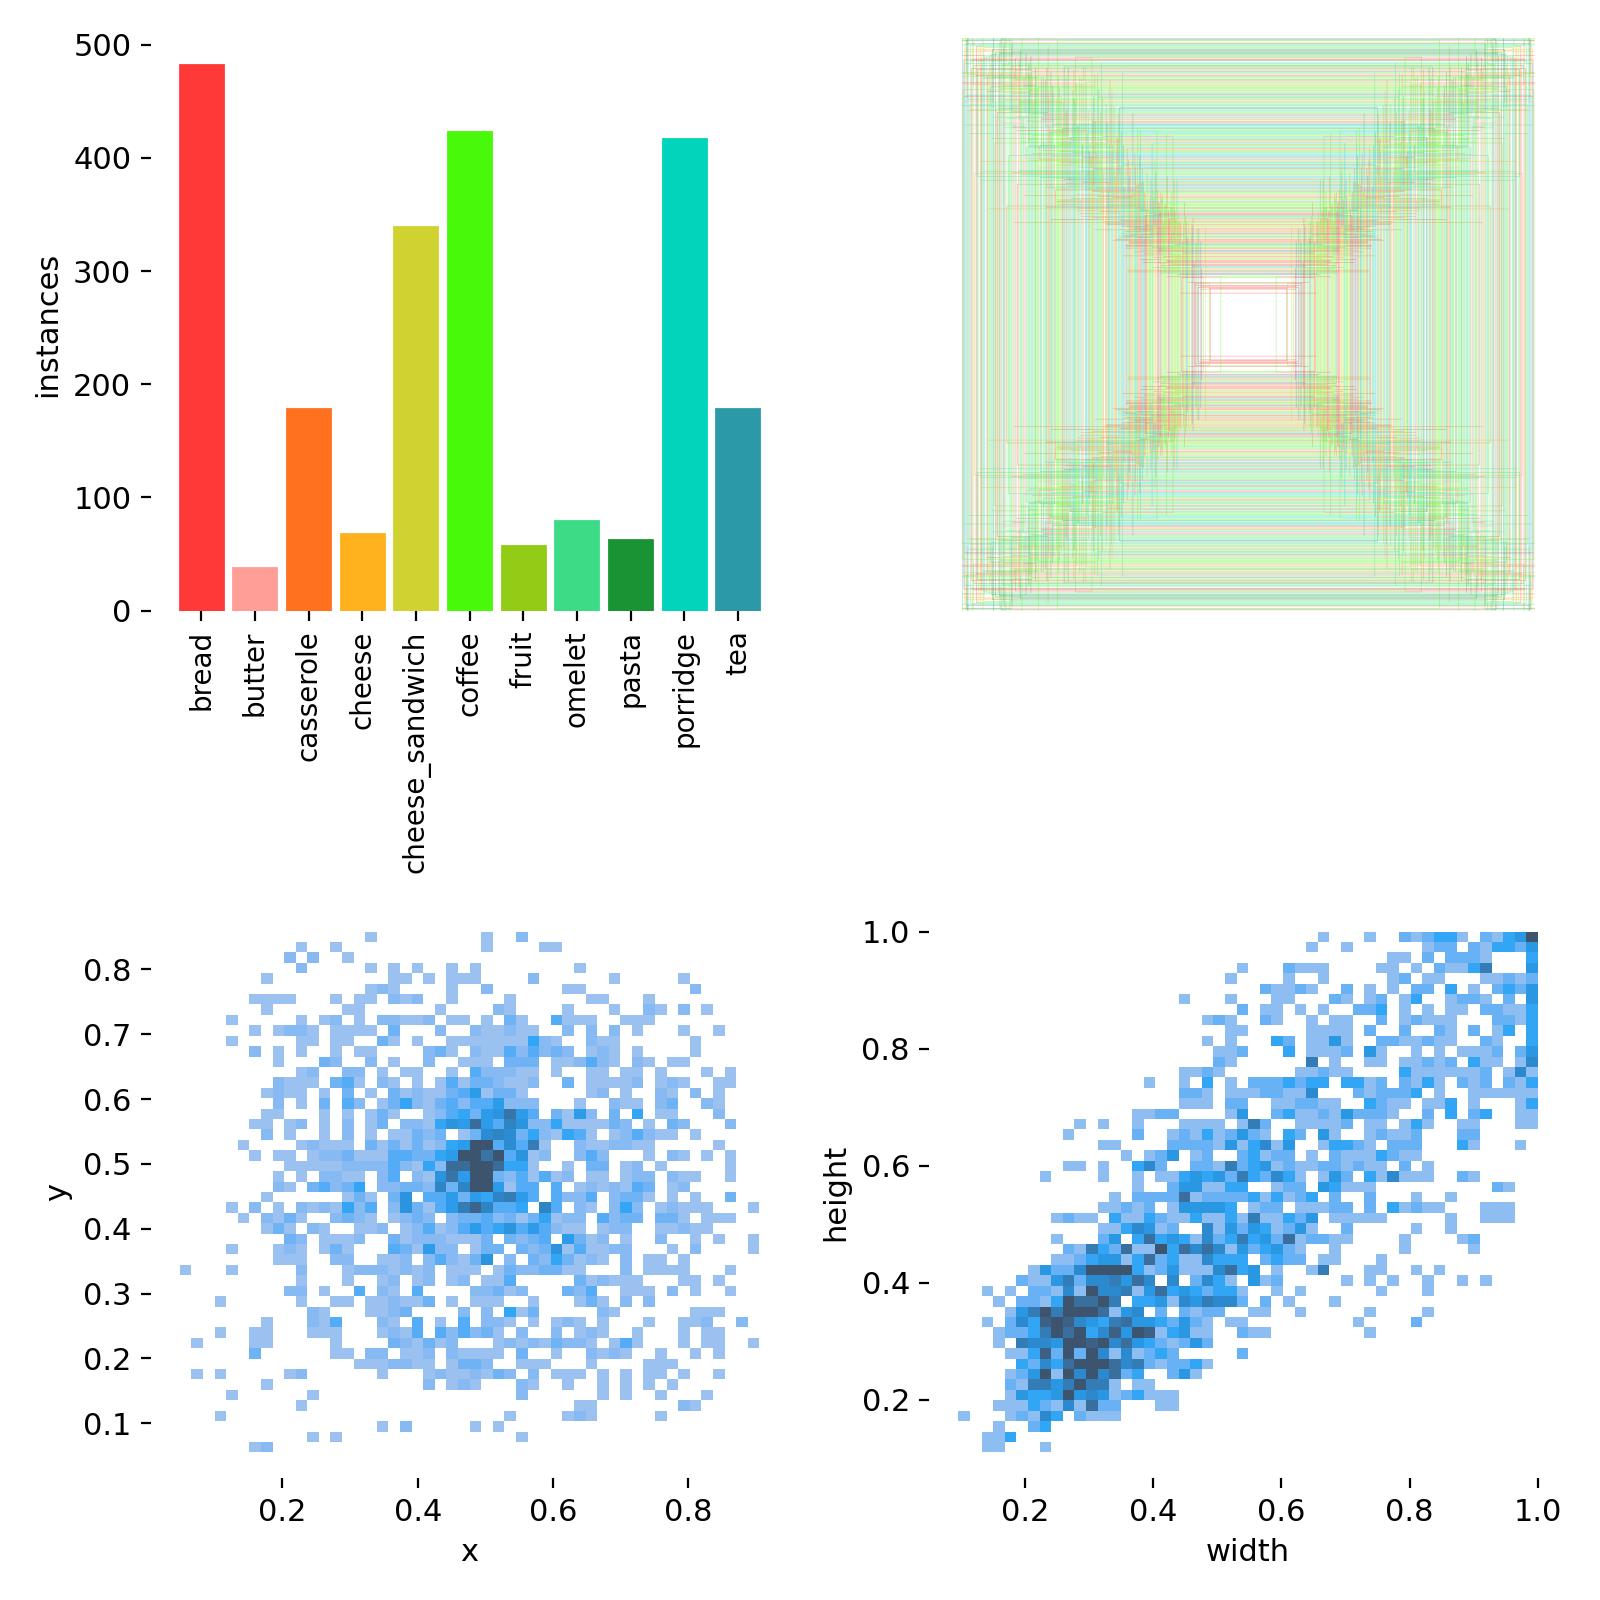 500
400
300
200
100
0
instances
bread
butter
casserole
cheese
cheese_sandwich
coffee
fruit
omelet
pasta
porridge
tea
0.8
0.7
0.6
0.5
0.4
0.3
0.2
0.1
y
0.2 0.4 0.6 0.8
x
1.0
0.8
0.6
0.4
0.2
height
0.2 0.4 0.6 0.8 1.0
width